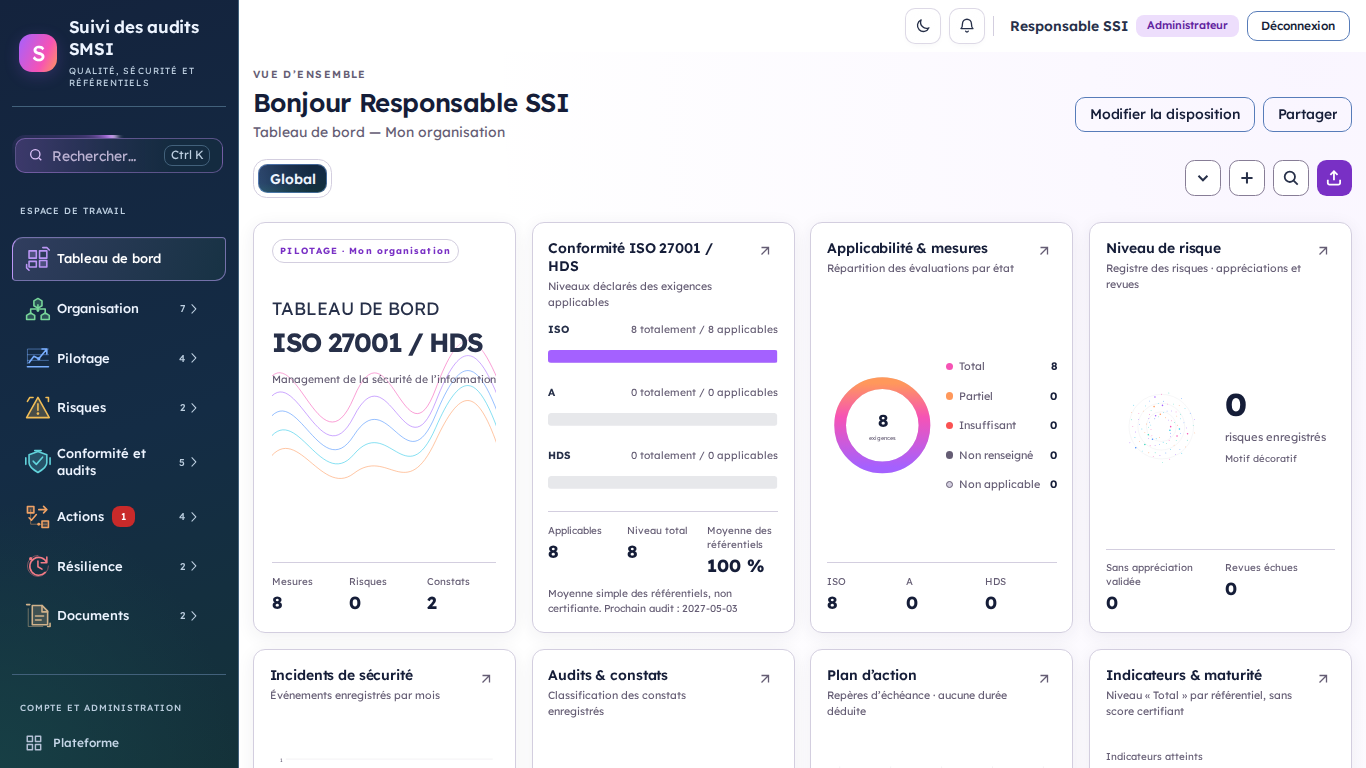 S
Suivi des audits
SMSI
QUALITÉ, SÉCURITÉ ET
RÉFÉRENTIELS
Rechercher...
Ctrl K
ESPACE DE TRAVAIL
Tableau de bord
Organisation
7
Pilotage
4
Risques
2
Conformité et
audits
5
Actions
1
4
Résilience
2
Documents
2
COMPTE ET ADMINISTRATION
Plateforme
Responsable SSI
Administrateur
Déconnexion
VUE D'ENSEMBLE
Bonjour Responsable SSI
Tableau de bord — Mon organisation
Modifier la disposition
Partager
Global
PILOTAGE · Mon organisation
TABLEAU DE BORD
ISO 27001 / HDS
Management de la sécurité de l'information
Mesures
8
Risques
0
Constats
2
Conformité ISO 27001 /
HDS
Niveaux déclarés des exigences
applicables
ISO
8 totalement / 8 applicables
A
0 totalement / 0 applicables
HDS
0 totalement / 0 applicables
Applicables
8
Niveau total
8
Moyenne des
référentiels
100 %
Moyenne simple des référentiels, non
certifiante. Prochain audit : 2027-05-03
Applicabilité & mesures
Répartition des évaluations par état
8
exigences
Total 8
Partiel 0
Insuffisant 0
Non renseigné 0
Non applicable 0
ISO
8
A
0
HDS
0
Niveau de risque
Registre des risques · appréciations et
revues
0
risques enregistrés
Motif décoratif
Sans appréciation
validée
0
Revues échues
0
Incidents de sécurité
Événements enregistrés par mois
1
Audits & constats
Classification des constats
enregistrés
Plan d'action
Repères d'échéance · aucune durée
déduite
Indicateurs & maturité
Niveau « Total » par référentiel, sans
score certifiant
Indicateurs atteints